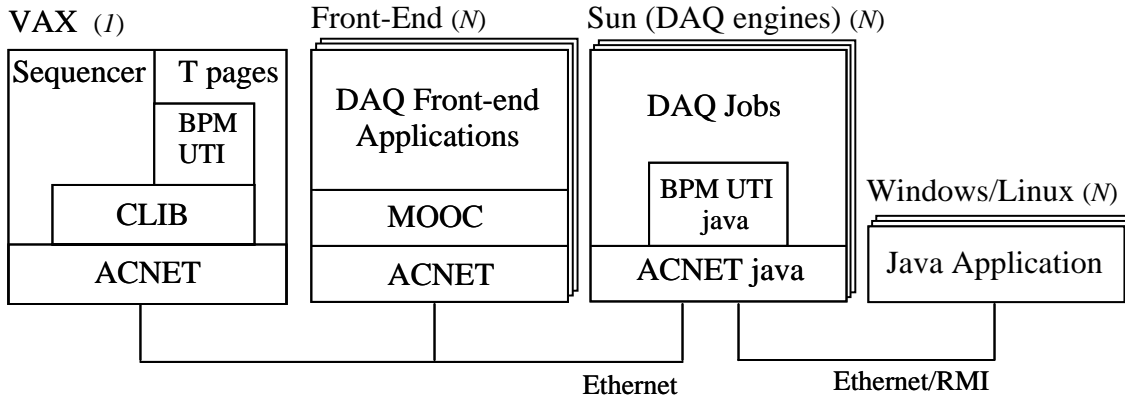 VAX (1)
Sequencer
T pages
BPM
UTI
CLIB
ACNET
Front-End (N)
DAQ Front-end
Applications
MOOC
ACNET
Sun (DAQ engines) (N)
DAQ Jobs
BPM UTI
java
ACNET java
Windows/Linux (N)
Java Application
Ethernet
Ethernet/RMI